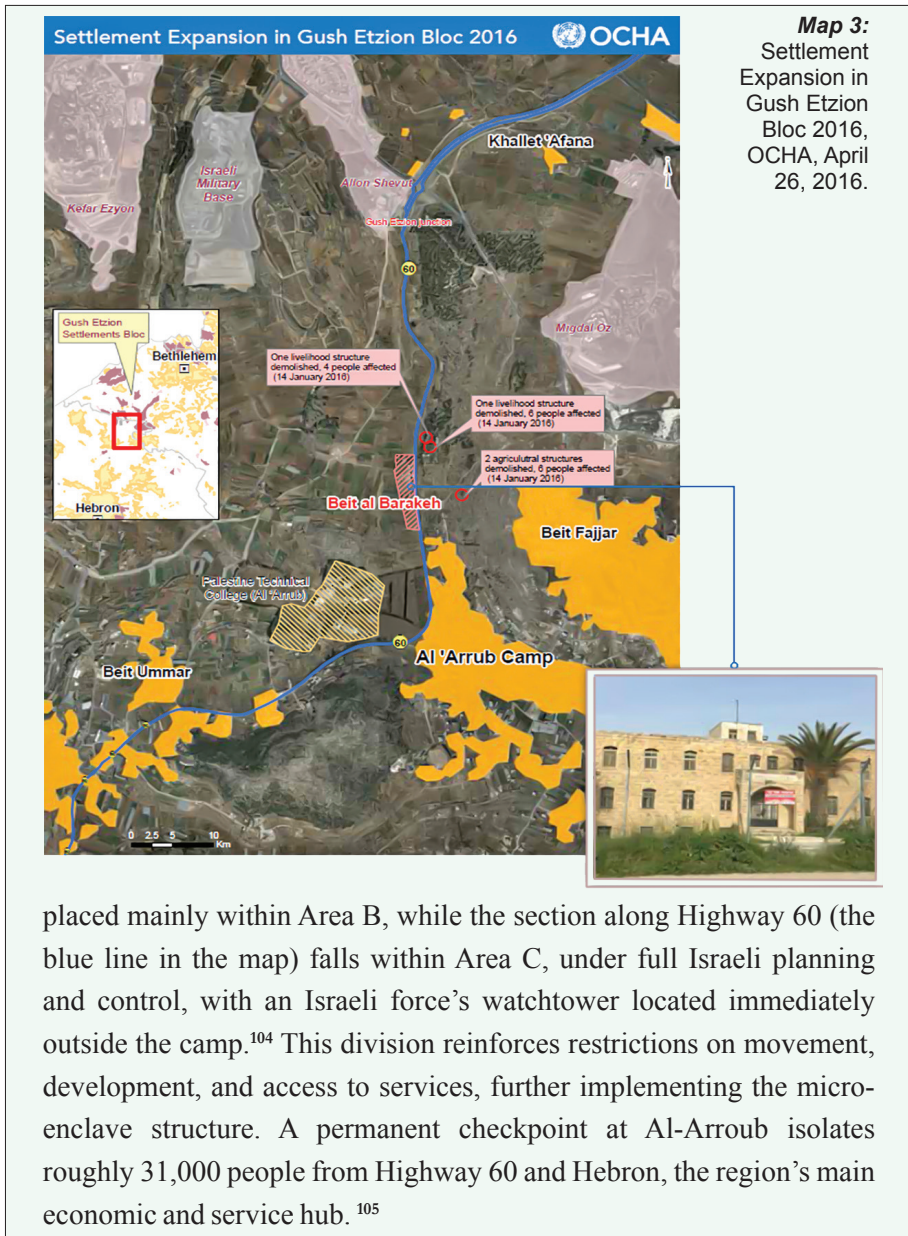 Settlement Expansion in Gush Etzion Bloc 2016
OCHA
Map 3:
Settlement
Expansion in
Gush Etzion
Bloc 2016,
OCHA, April
26, 2016.
Khallet 'Afana
Israeli
Military
Base
Allon Shevut
Kefar Ezyon
Gush Etzion junction
60
Migdal Oz
Gush Etzion
Settlements Bloc
Bethlehem
Hebron
One livelihood structure
demolished, 4 people affected
(14 January 2016)
One livelihood structure
demolished, 6 people affected
(14 January 2016)
2 agriculutral structures
demolished, 6 people affected
(14 January 2016)
Beit al Barakeh
Beit Fajjar
Palestine Technical
College (Al 'Arrub)
60
Al 'Arrub Camp
Beit Ummar
0 2.5 5 10
Km
placed mainly within Area B, while the section along Highway 60 (the
blue line in the map) falls within Area C, under full Israeli planning
and control, with an Israeli force's watchtower located immediately
outside the camp.104 This division reinforces restrictions on movement,
development, and access to services, further implementing the micro-
enclave structure. A permanent checkpoint at Al-Arroub isolates
roughly 31,000 people from Highway 60 and Hebron, the region's main
economic and service hub. 105